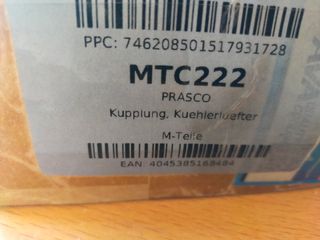 PPC: 746208501517931728
MTC222
PRASCO
Kupplung, Kuehlerluefter
M-Teile
EAN: 4045385168484